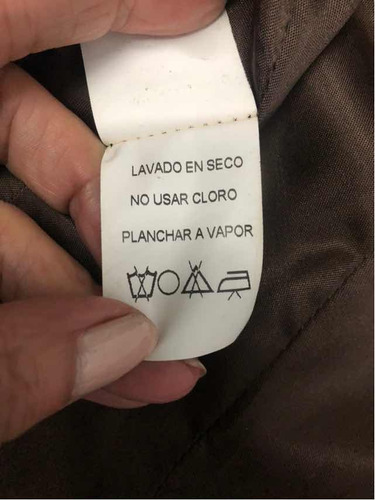 LAVADO EN SECO
NO USAR CLORO
PLANCHAR A VAPOR